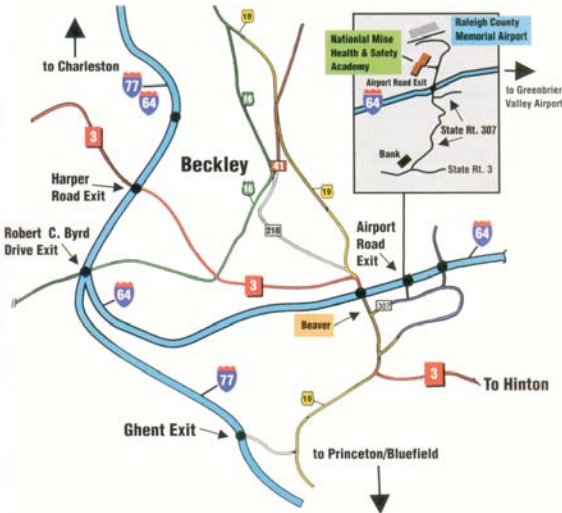 to Charleston
77
64
19
3
Beckley
16
41
19
16
210
Harper
Road Exit
Robert C. Byrd
Drive Exit
64
3
Airport
Road
Exit
64
307
Beaver
77
19
3
To Hinton
Ghent Exit
to Princeton/Bluefield
National Mine
Health & Safety
Academy
Raleigh County
Memorial Airport
Airport Road Exit
64
to Greenbrier
Valley Airport
State Rt. 307
Bank
State Rt. 3